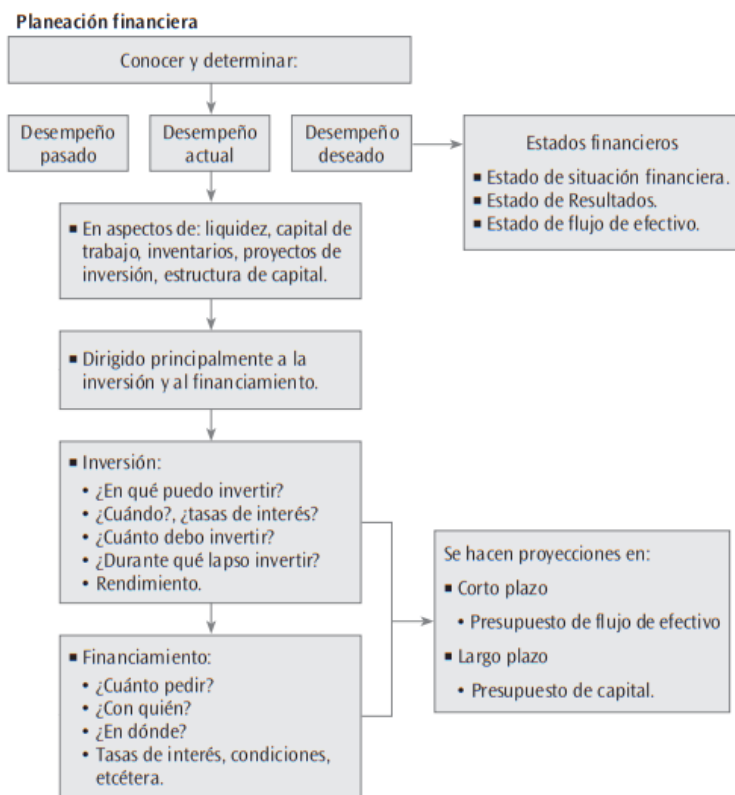 Planeación financiera
Conocer y determinar:
Desempeño
pasado
Desempeño
actual
Desempeño
deseado
Estados financieros
▪ Estado de situación financiera.
▪ Estado de Resultados.
▪ Estado de flujo de efectivo.
▪ En aspectos de: liquidez, capital de
trabajo, inventarios, proyectos de
inversión, estructura de capital.
▪ Dirigido principalmente a la
inversión y al financiamiento.
▪ Inversión:
• ¿En qué puedo invertir?
• ¿Cuándo?, ¿tasas de interés?
• ¿Cuánto debo invertir?
• ¿Durante qué lapso invertir?
• Rendimiento.
▪ Financiamiento:
• ¿Cuánto pedir?
• ¿Con quién?
• ¿En dónde?
• Tasas de interés, condiciones,
etcétera.
Se hacen proyecciones en:
▪ Corto plazo
• Presupuesto de flujo de efectivo
▪ Largo plazo
• Presupuesto de capital.